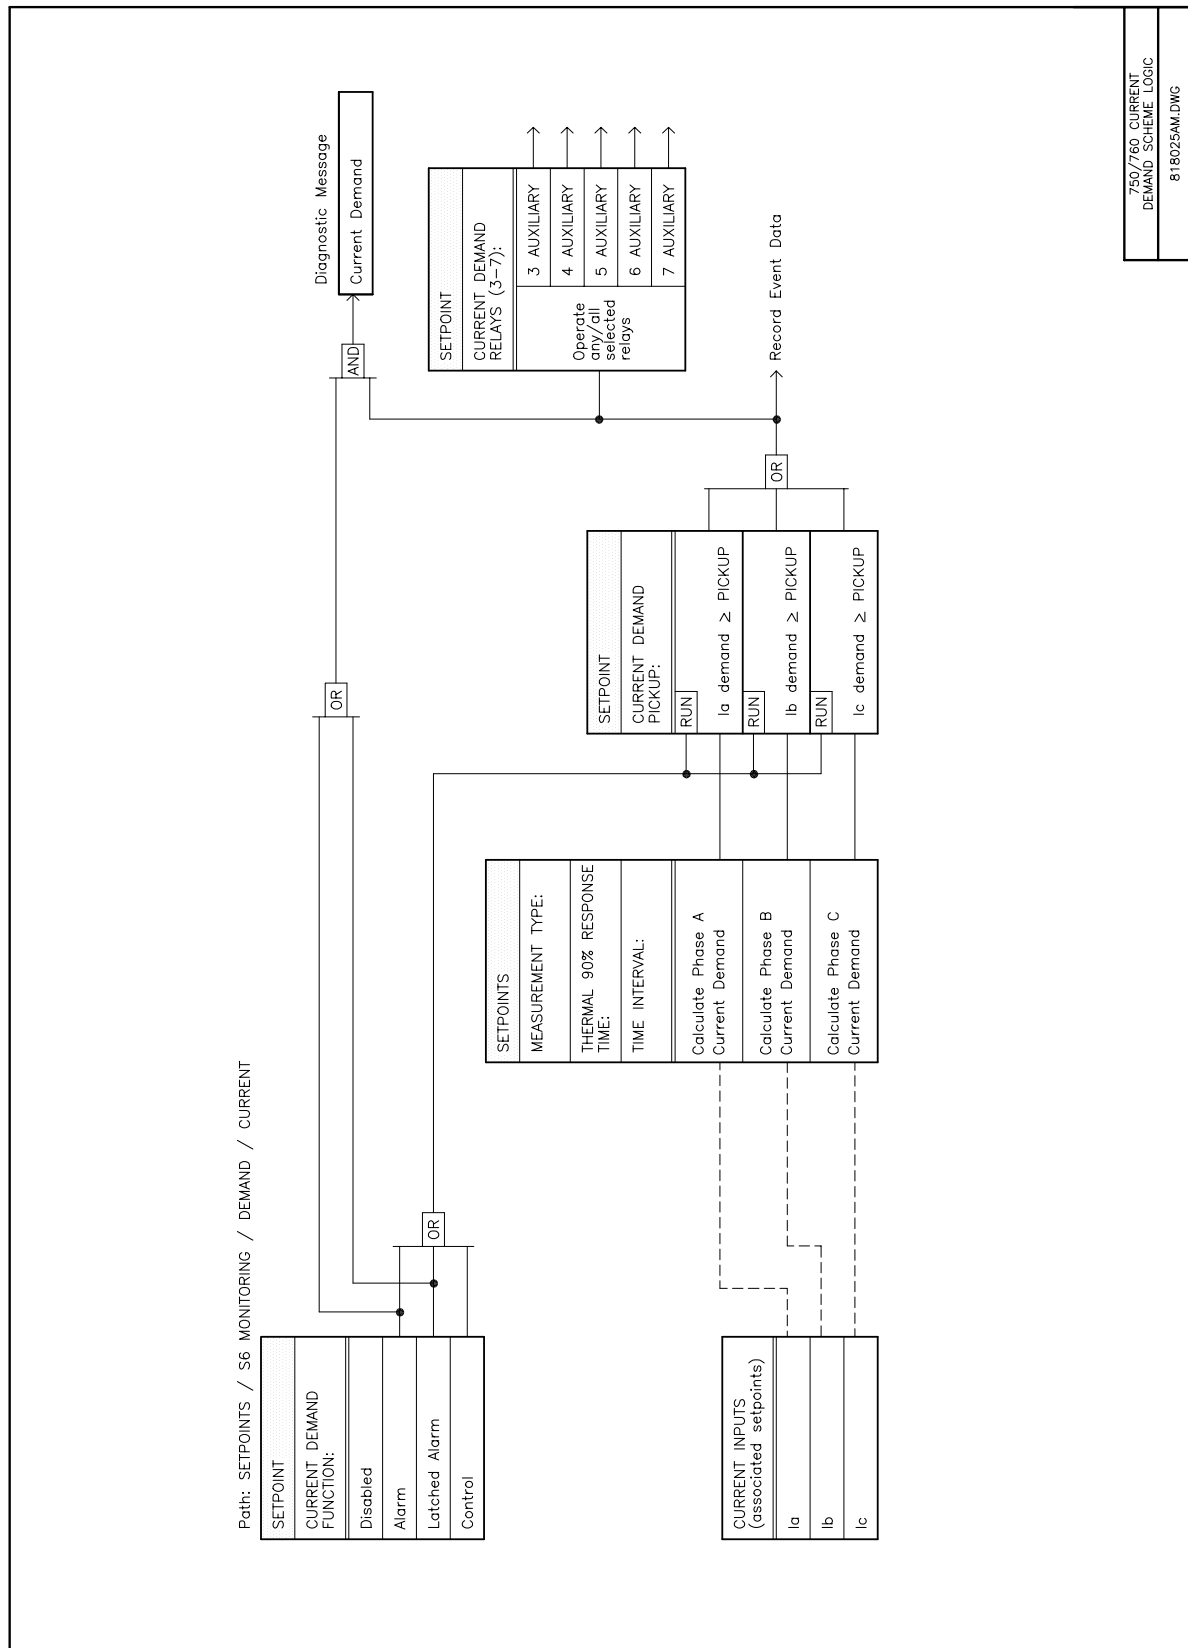 Path: SETPOINTS / S6 MONITORING / DEMAND / CURRENT
SETPOINT
CURRENT DEMAND
FUNCTION:
Disabled
Alarm
Latched Alarm
Control
OR
OR
AND
Diagnostic Message
Current Demand
CURRENT INPUTS
(associated setpoints)
Ia
Ib
Ic
SETPOINTS
MEASUREMENT TYPE:
THERMAL 90% RESPONSE
TIME:
TIME INTERVAL:
Calculate Phase A
Current Demand
Calculate Phase B
Current Demand
Calculate Phase C
Current Demand
SETPOINT
CURRENT DEMAND
PICKUP:
RUN
Ia demand ≥ PICKUP
RUN
Ib demand ≥ PICKUP
RUN
Ic demand ≥ PICKUP
OR
SETPOINT
CURRENT DEMAND
RELAYS (3-7):
Operate
any/all
selected
relays
3 AUXILIARY
4 AUXILIARY
5 AUXILIARY
6 AUXILIARY
7 AUXILIARY
Record Event Data
750/760 CURRENT
DEMAND SCHEME LOGIC
818025AM.DWG